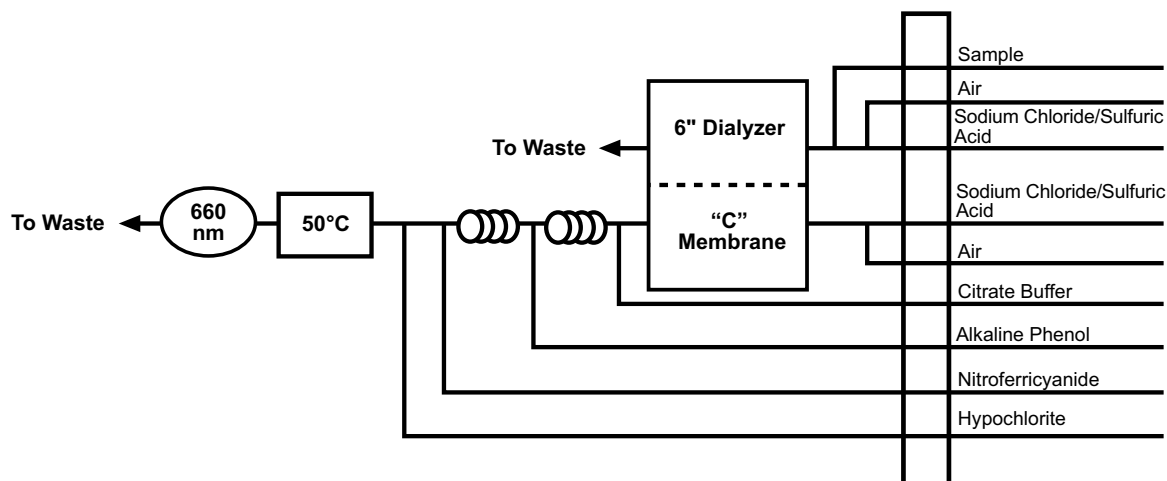 Sample
Air
Sodium Chloride/Sulfuric
Acid
6" Dialyzer
To Waste
Sodium Chloride/Sulfuric
Acid
“C”
Membrane
To Waste
660
nm
50°C
Air
Citrate Buffer
Alkaline Phenol
Nitroferricyanide
Hypochlorite